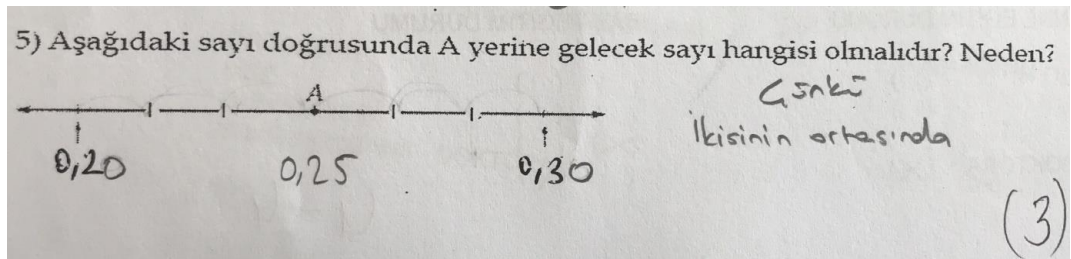 5) Aşağıdaki sayı doğrusunda A yerine gelecek sayı hangisi olmalıdır? Neden?
A
Çünkü
İkisinin ortasında
0,20 0,25 0,30
(3)